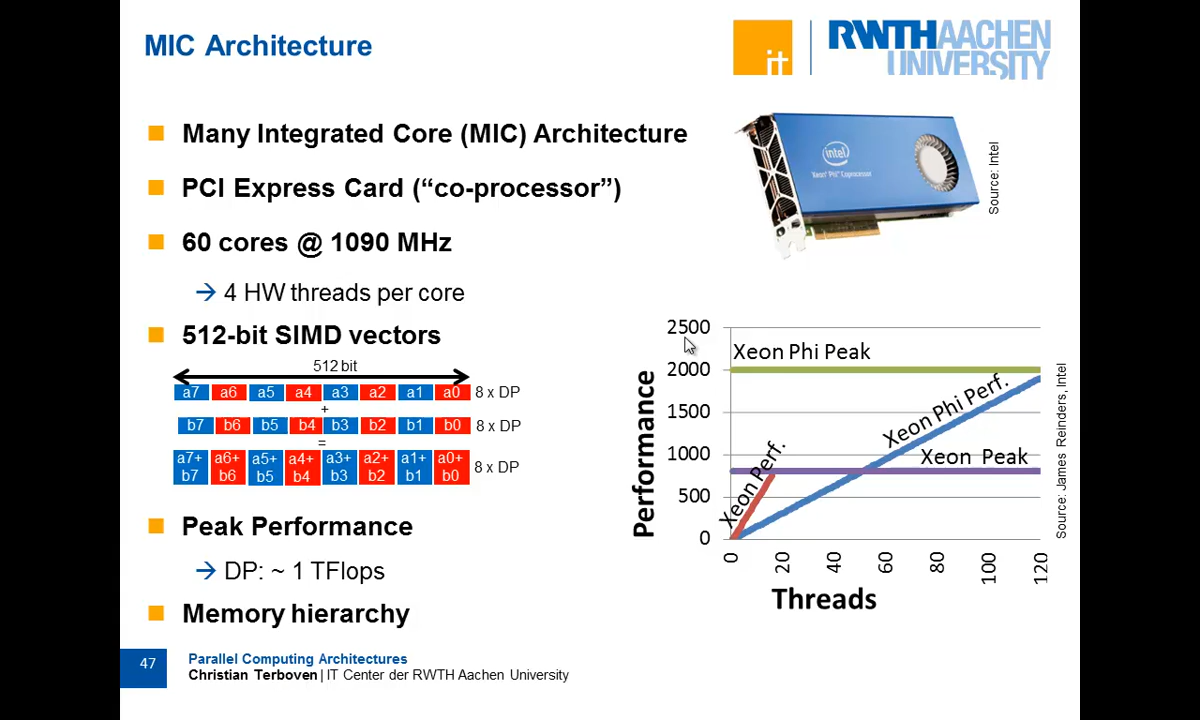 MIC Architecture
it
RWTHAACHEN
UNIVERSITY
Many Integrated Core (MIC) Architecture
PCI Express Card (“co-processor”)
60 cores @ 1090 MHz
→ 4 HW threads per core
512-bit SIMD vectors
512 bit
a7 a6 a5 a4 a3 a2 a1 a0 8 x DP
+
b7 b6 b5 b4 b3 b2 b1 b0 8 x DP
=
a7+ a6+ a5+ a4+ a3+ a2+ a1+ a0+ 8 x DP
b7 b6 b5 b4 b3 b2 b1 b0
Peak Performance
→ DP: ~ 1 TFlops
Memory hierarchy
intel
Xeon Phi Coprocessor
Source: Intel
Performance
2500
2000
1500
1000
500
0
Xeon Phi Peak
Xeon Phi Perf.
Xeon Peak
Xeon Perf.
0 20 40 60 80 100 120
Threads
Source: James Reinders, Intel
47
Parallel Computing Architectures
Christian Terboven | IT Center der RWTH Aachen University